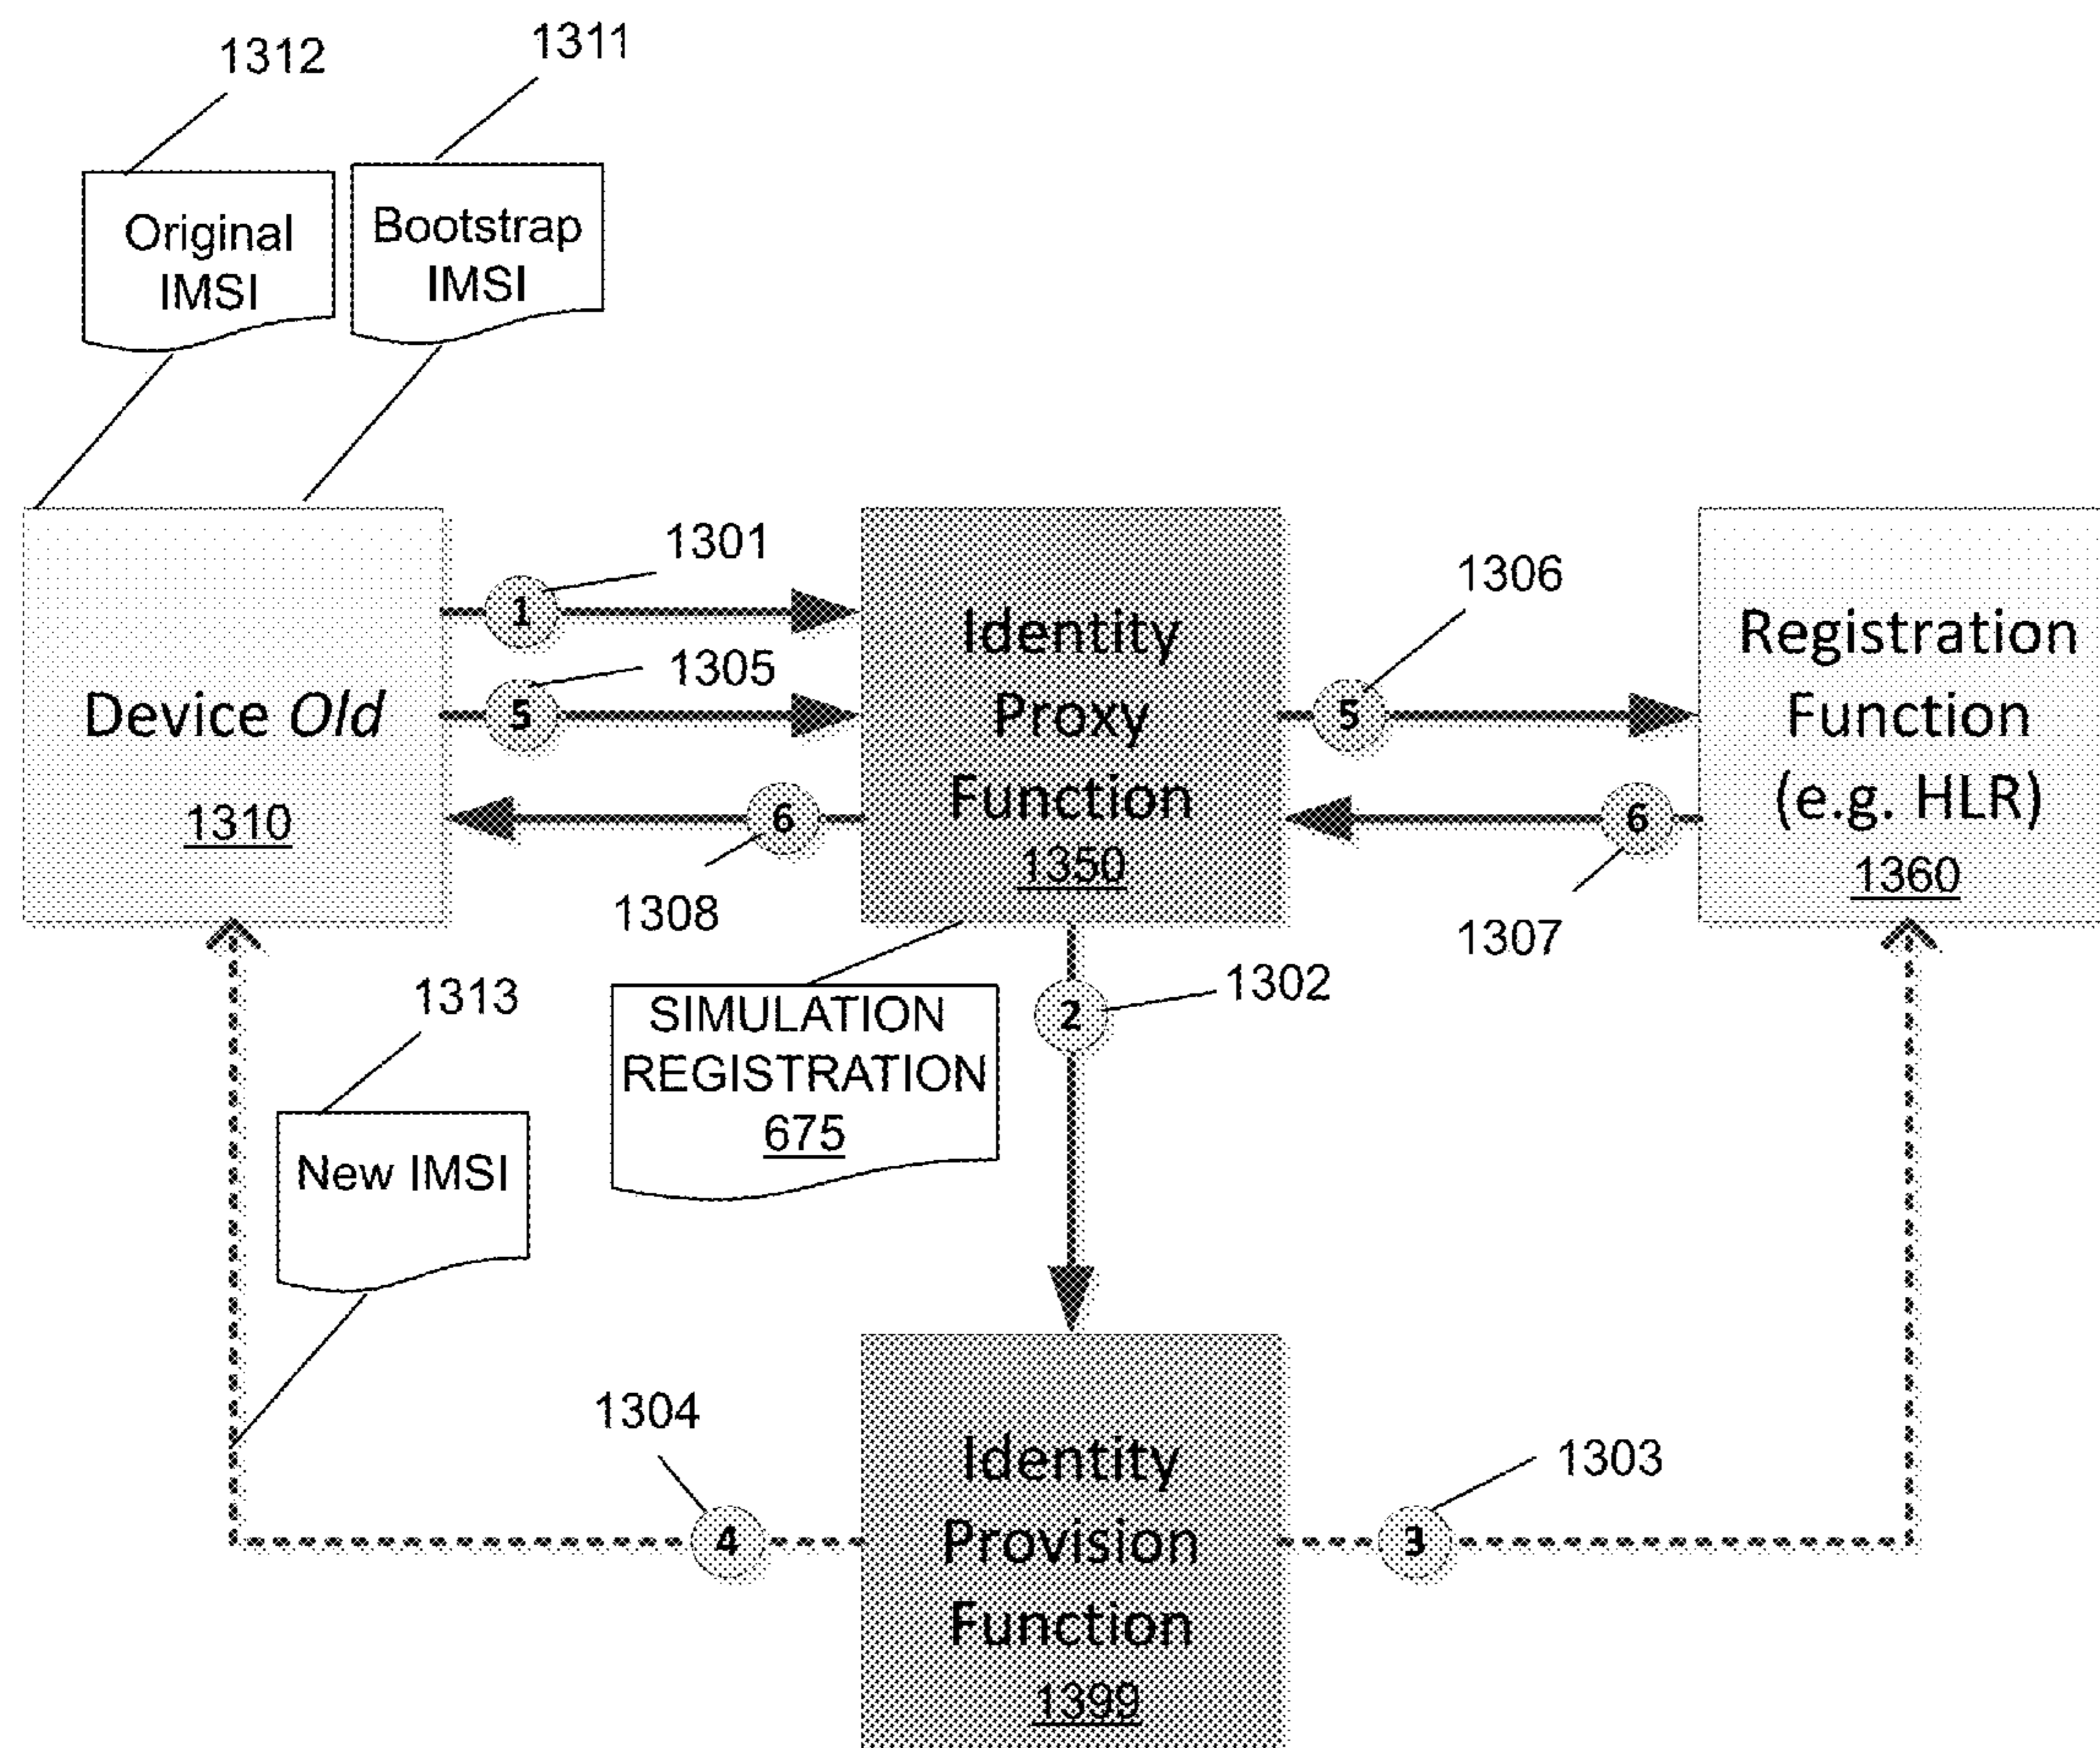 1312
1311
Original
IMSI
Bootstrap
IMSI
1301
1
1305
5
1306
5
Device Old
1310
Identity
Proxy
Function
1350
Registration
Function
(e.g. HLR)
1360
6
1308
6
1307
1313
New IMSI
SIMULATION
REGISTRATION
675
2
1302
1304
4
Identity
Provision
Function
1399
1303
3